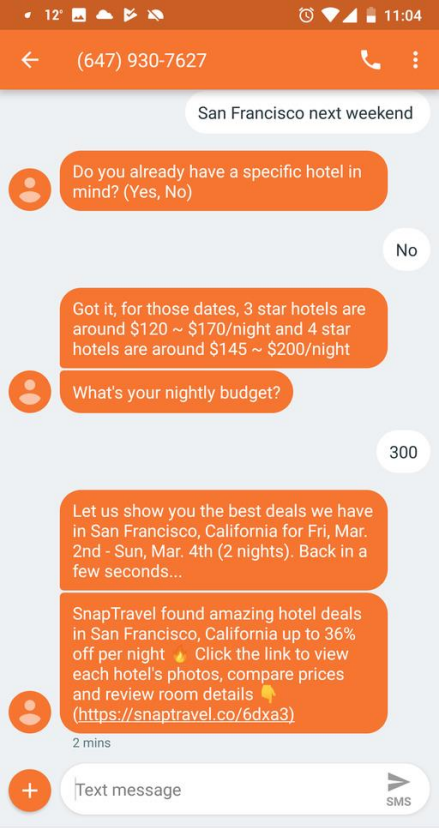 12°
11:04
(647) 930-7627
San Francisco next weekend
Do you already have a specific hotel in
mind? (Yes, No)
No
Got it, for those dates, 3 star hotels are
around $120 ~ $170/night and 4 star
hotels are around $145 ~ $200/night
What's your nightly budget?
300
Let us show you the best deals we have
in San Francisco, California for Fri, Mar.
2nd - Sun, Mar. 4th (2 nights). Back in a
few seconds...
SnapTravel found amazing hotel deals
in San Francisco, California up to 36%
off per night 🔥 Click the link to view
each hotel's photos, compare prices
and review room details 👇
(https://snaptravel.co/6dxa3)
2 mins
Text message
SMS